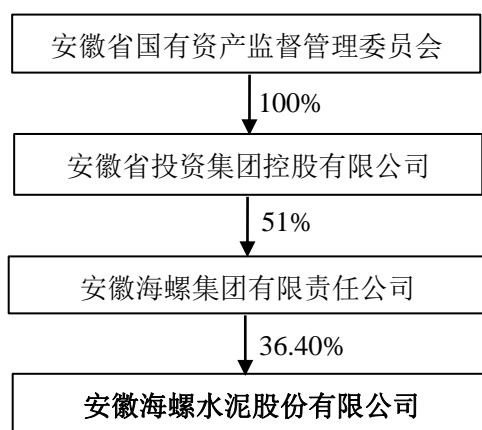 安徽省国有资产监督管理委员会
100%
安徽省投资集团控股有限公司
51%
安徽海螺集团有限责任公司
36.40%
安徽海螺水泥股份有限公司